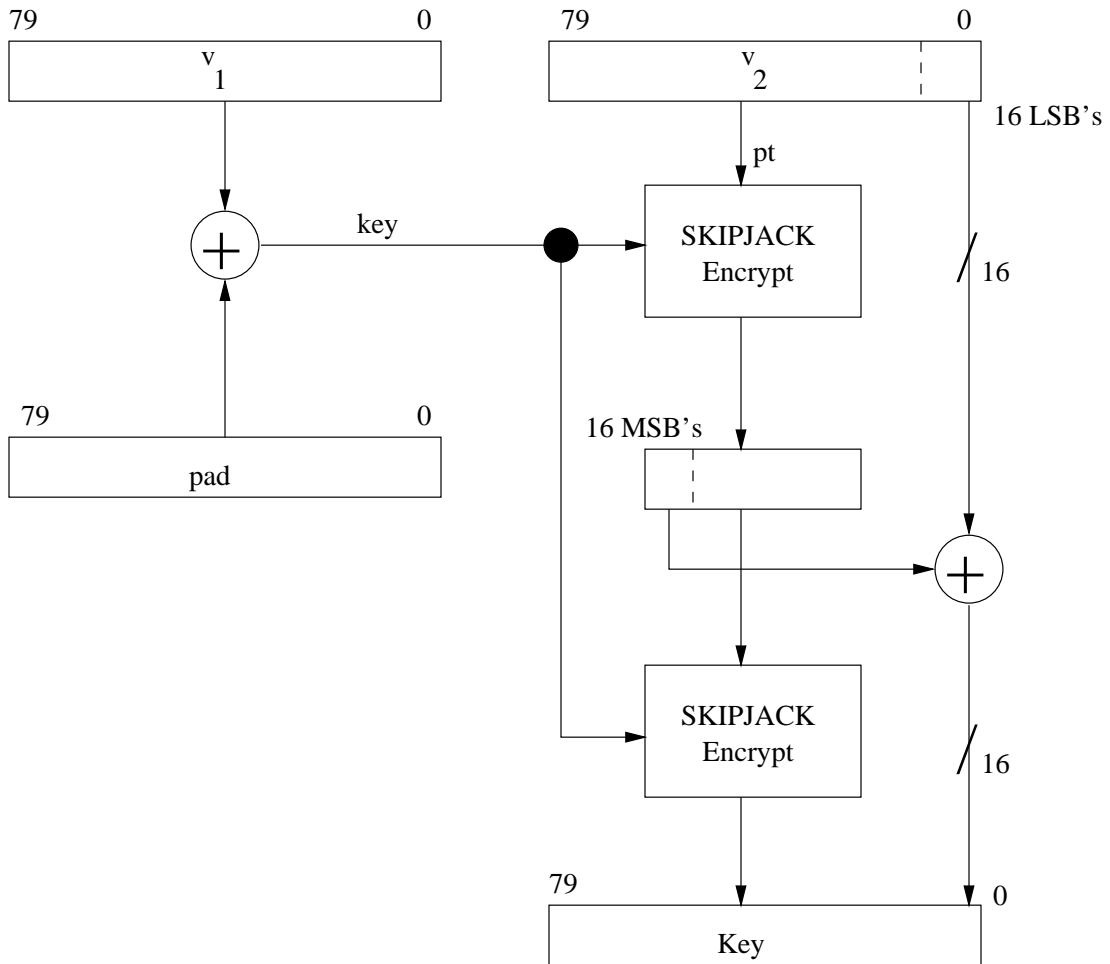 79 0
79 0
v
1
v
2
16 LSB's
pt
key
SKIPJACK
Encrypt
16
79 0
16 MSB's
pad
SKIPJACK
Encrypt
16
79
0
Key